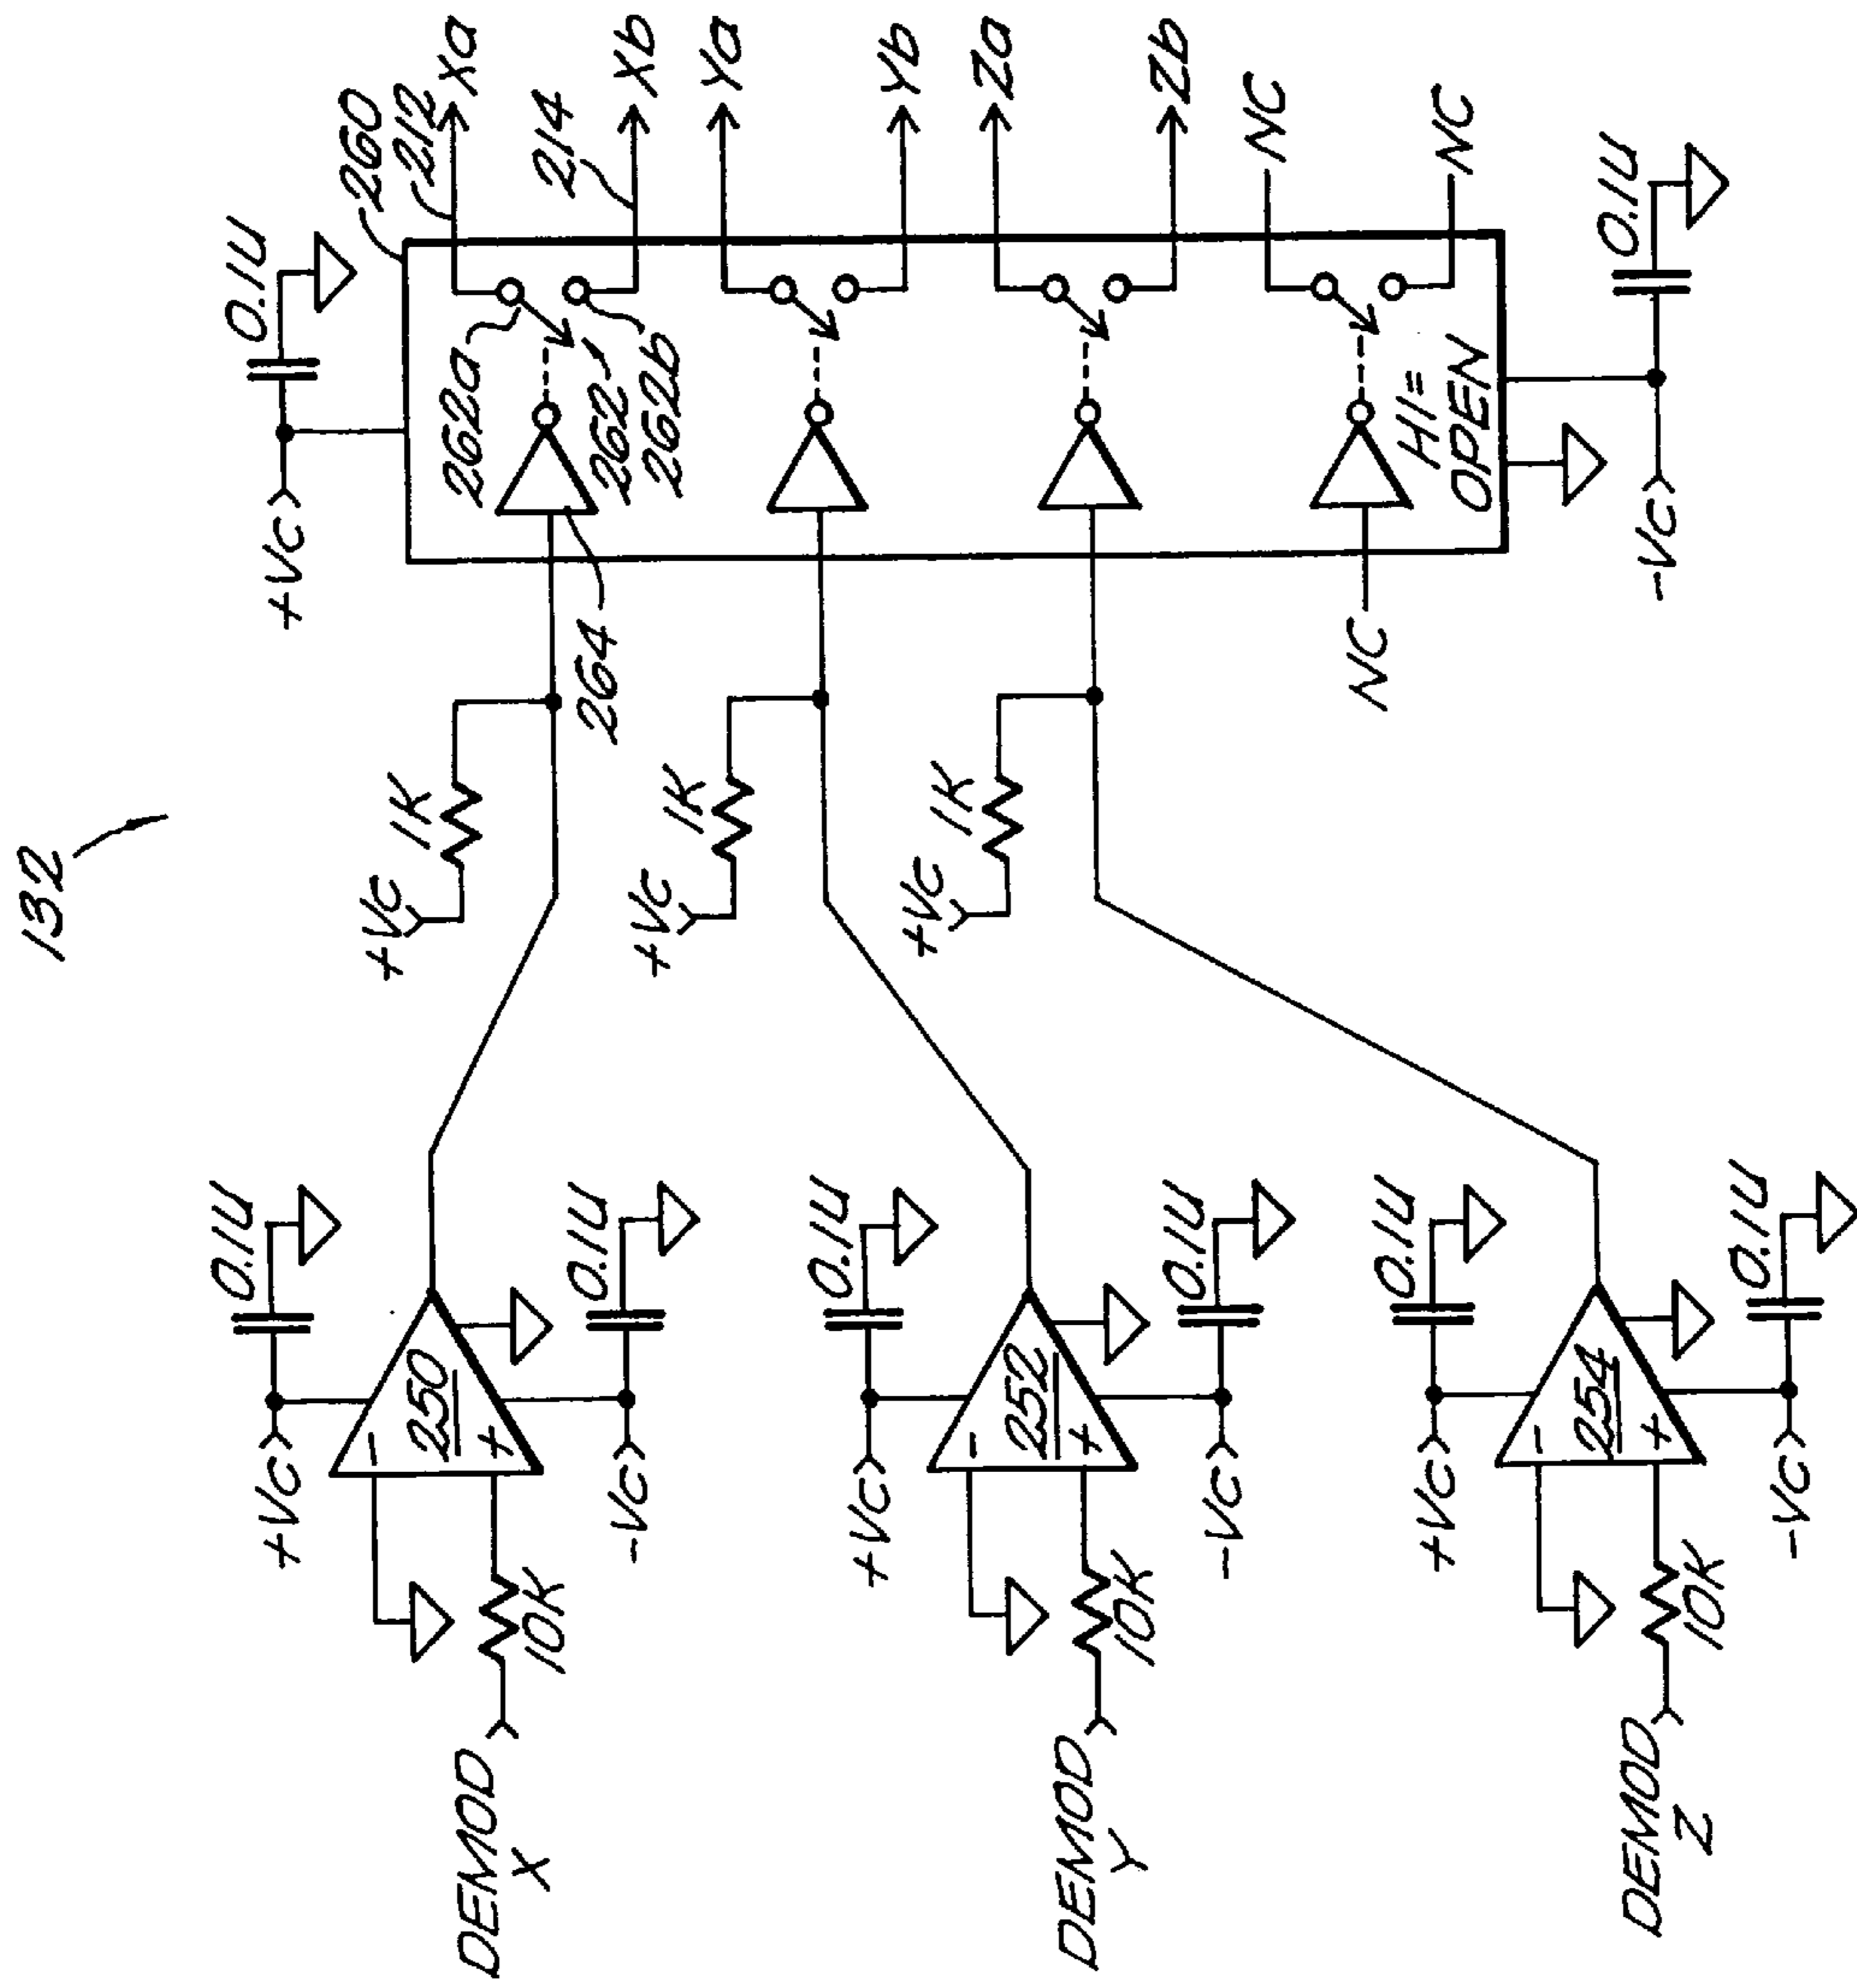 132
+Vc
0.1U
260
212
Xa
214
Xb
Ya
Yb
Za
Zb
NC
NC
262a
262
262b
264
HI=
OPEN
NC
-Vc
0.1U
+Vc
1K
+Vc
1K
+Vc
1K
+Vc
0.1U
250
-
+
-Vc
0.1U
10K
DEMOD
X
+Vc
0.1U
252
-
+
-Vc
0.1U
10K
DEMOD
Y
+Vc
0.1U
254
-
+
-Vc
0.1U
10K
DEMOD
Z